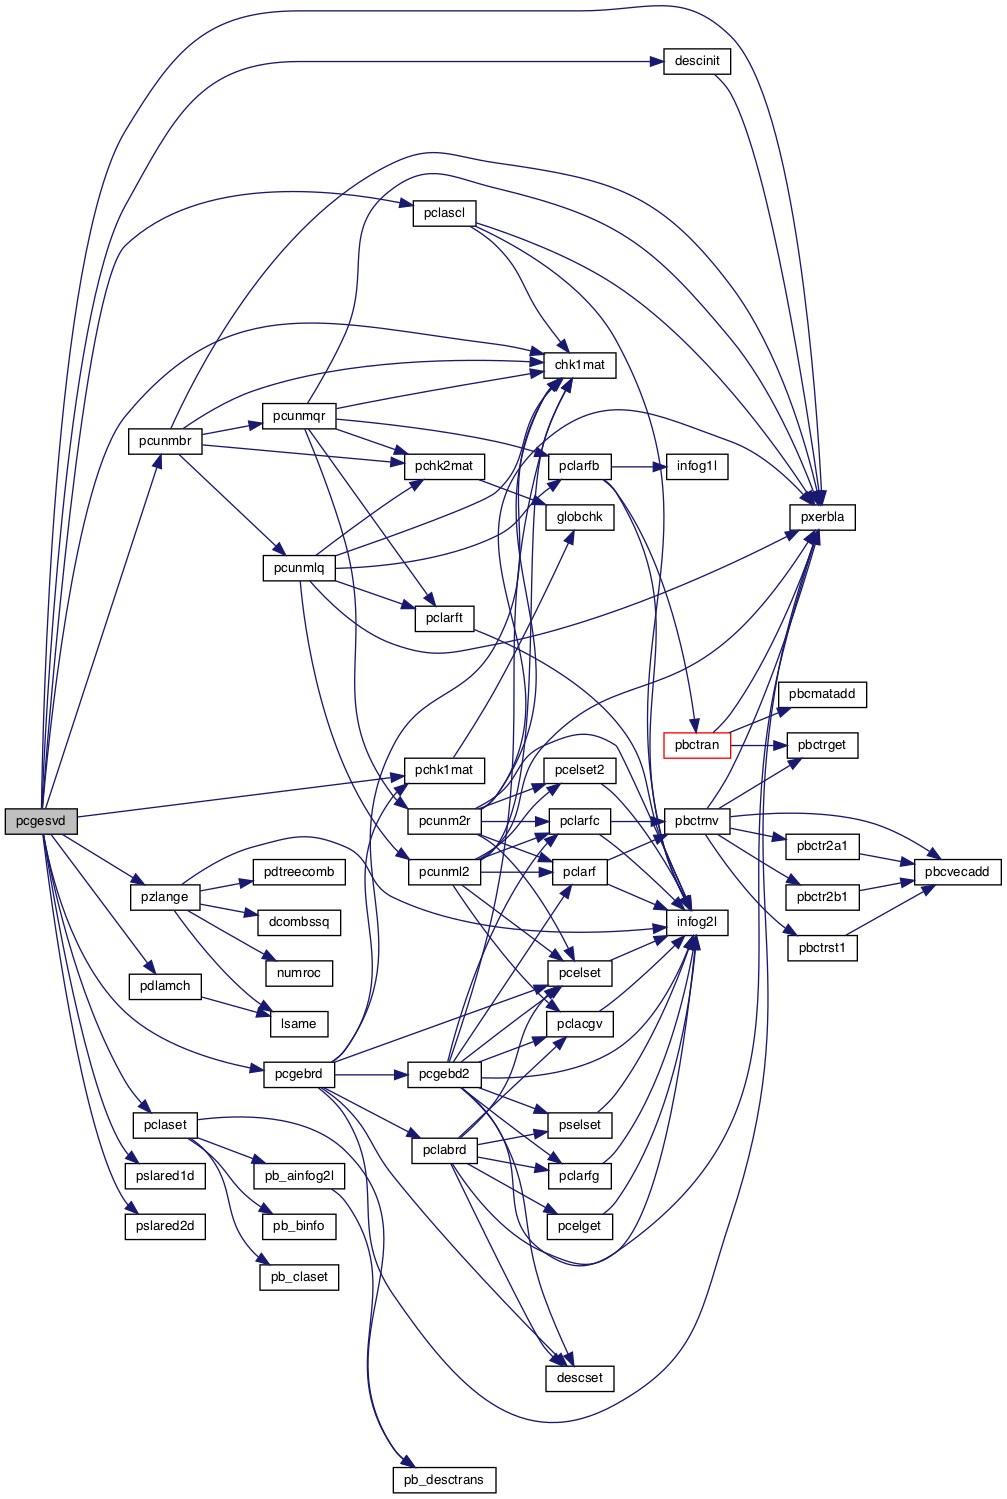 descinit
pclascl
chk1mat
pcunmqr
pcunmbr
pchk2mat
pclarfb
infog1l
globchk
pxerbla
pcunmlq
pclarft
pbcmatadd
pbctran
pbctrget
pchk1mat
pcelset2
pcgesvd
pcunm2r
pclarfc
pbctrnv
pbctr2a1
pdtreecomb
pcunml2
pclarf
pbcvecadd
pzlange
pbctr2b1
dcombssq
infog2l
pbctrst1
numroc
pcelset
pdlamch
lsame
pclacgv
pcgebrd
pcgebd2
pclaset
pselset
pclabrd
pslared1d
pb_ainfog2l
pclarfg
pslared2d
pb_binfo
pcelget
pb_claset
descset
pb_desctrans